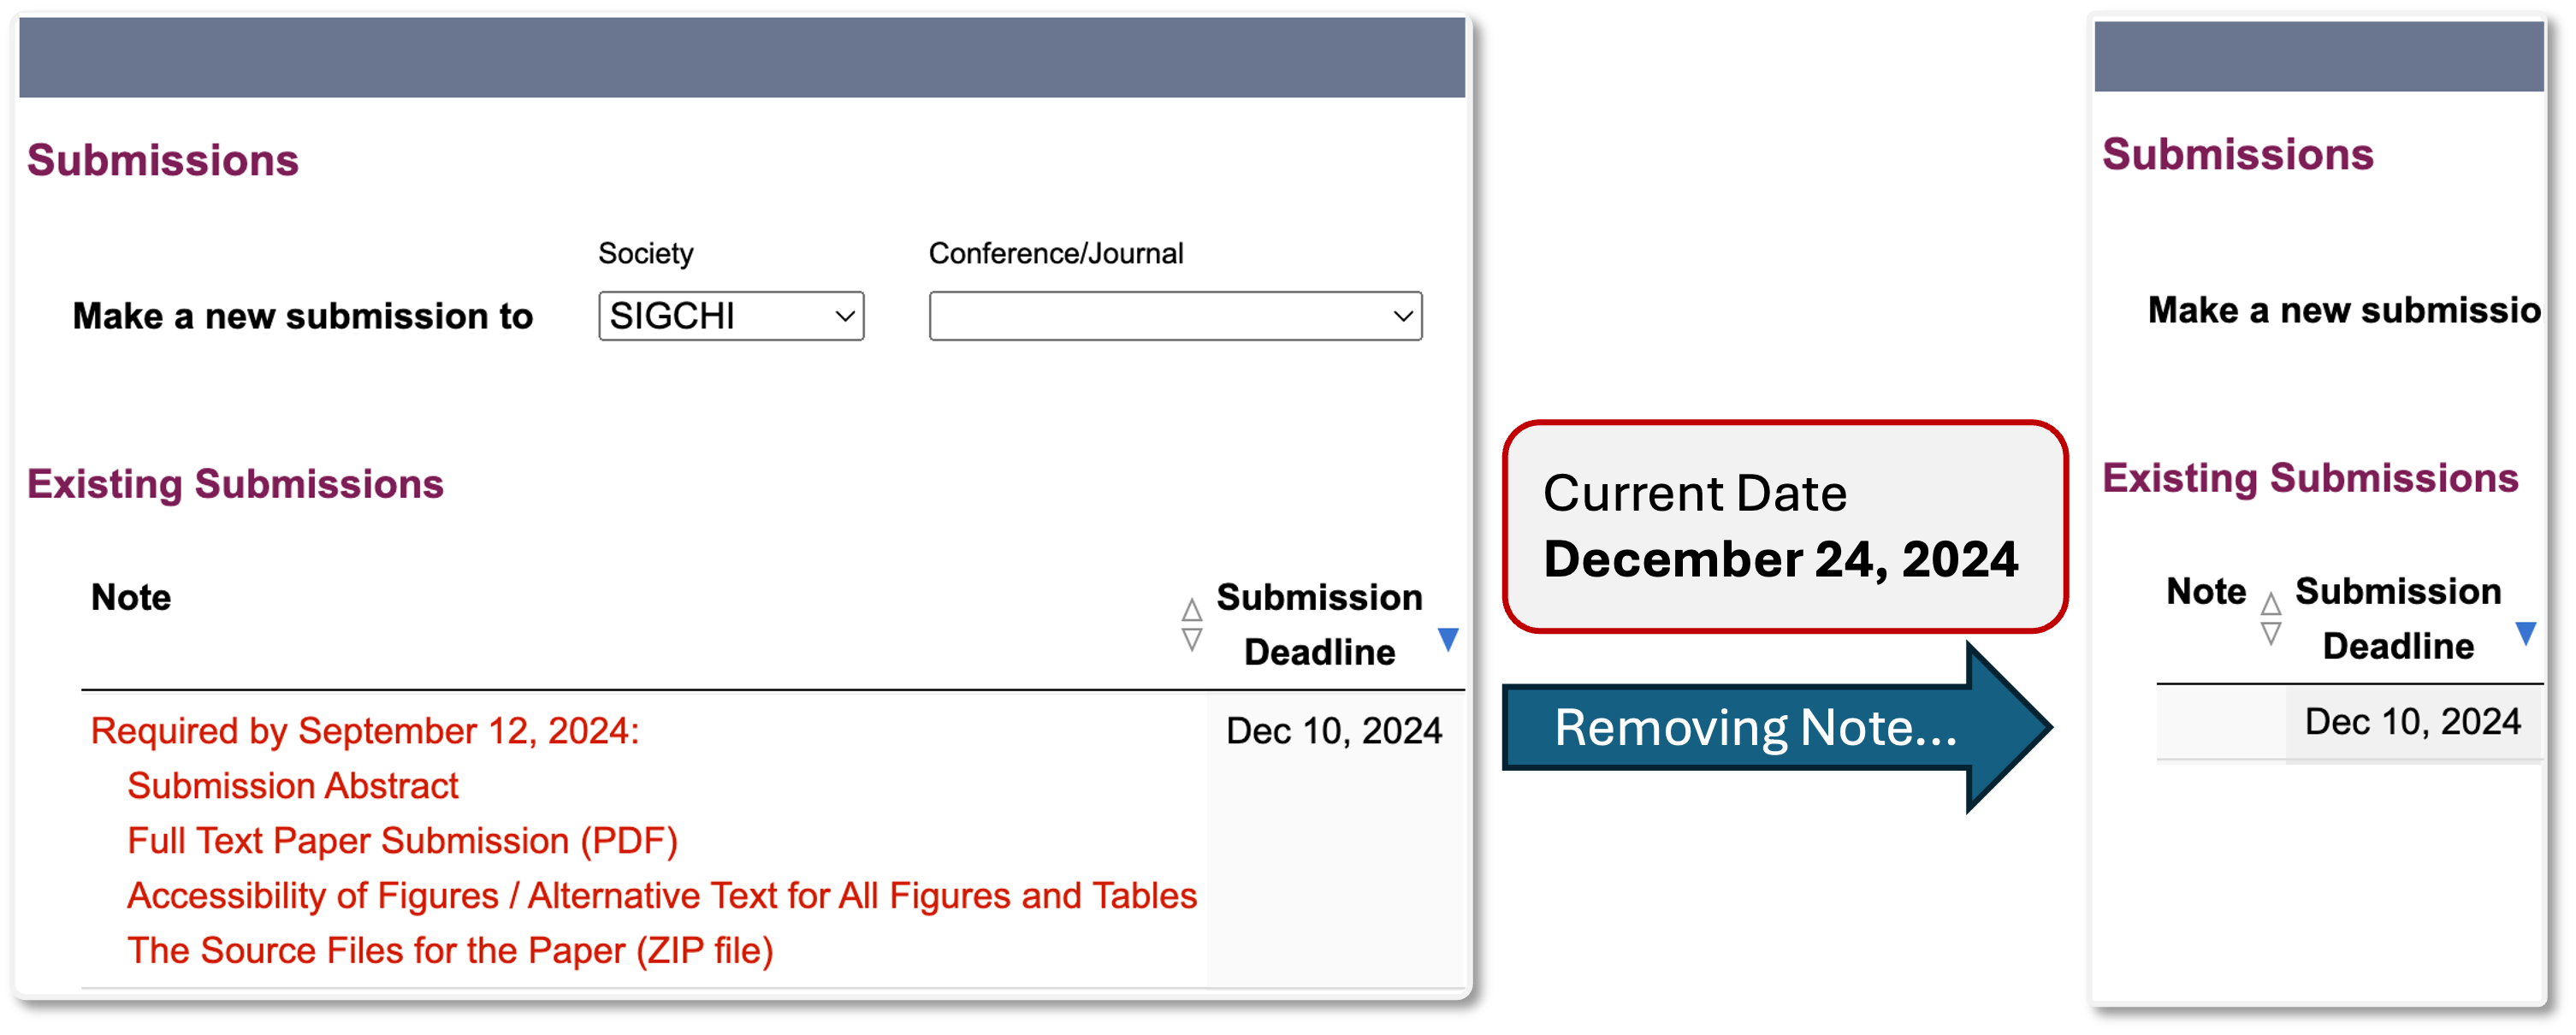 Submissions
Society
Conference/Journal
Make a new submission to
SIGCHI
Existing Submissions
Note
Submission
Deadline
Required by September 12, 2024:
Dec 10, 2024
Submission Abstract
Full Text Paper Submission (PDF)
Accessibility of Figures / Alternative Text for All Figures and Tables
The Source Files for the Paper (ZIP file)
Current Date
December 24, 2024
Removing Note...
Submissions
Make a new submissio
Existing Submissions
Note
Submission
Deadline
Dec 10, 2024